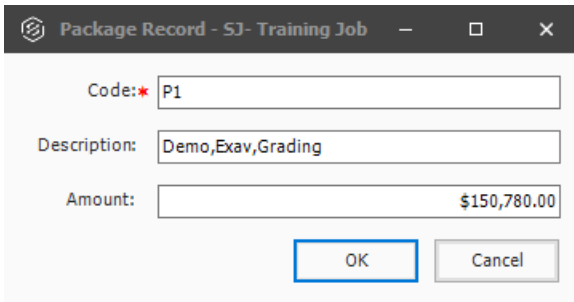 Package Record - SJ- Training Job
Code:* P1
Description: Demo,Exav,Grading
Amount: $150,780.00
OK Cancel